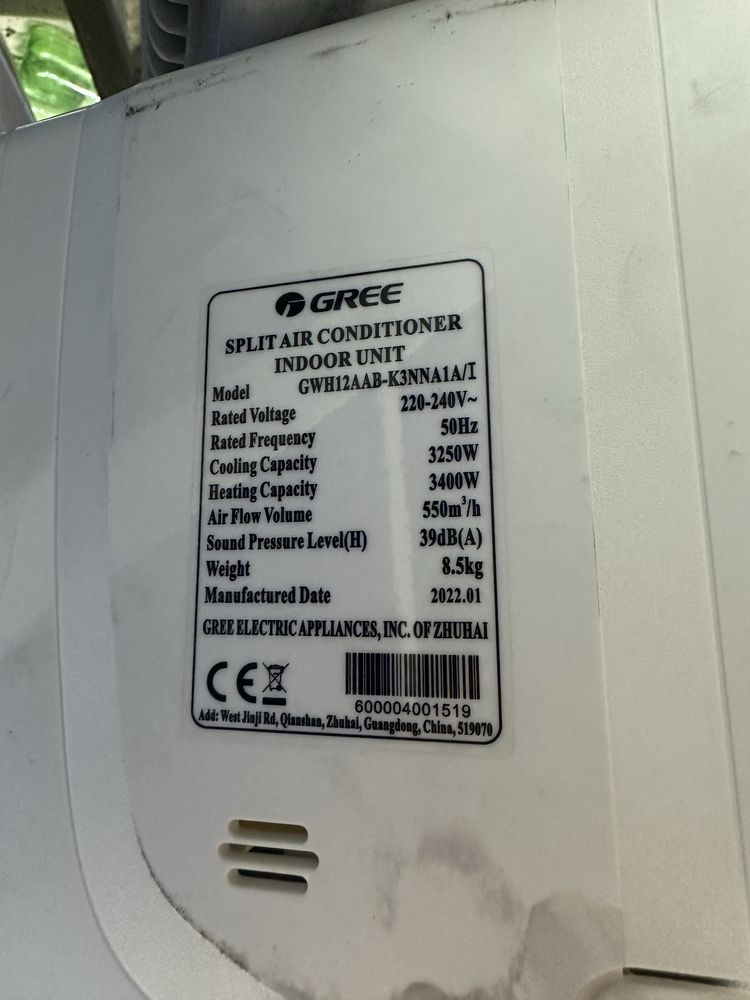 GREE
SPLIT AIR CONDITIONER
INDOOR UNIT
Model GWH12AAB-K3NNA1A/I
Rated Voltage 220-240V~
Rated Frequency 50Hz
Cooling Capacity 3250W
Heating Capacity 3400W
Air Flow Volume 550m³/h
Sound Pressure Level(H) 39dB(A)
Weight 8.5kg
Manufactured Date 2022.01
GREE ELECTRIC APPLIANCES, INC. OF ZHUHAI
CE
600004001519
Add: West Jinji Rd, Qianshan, Zhuhai, Guangdong, China, 519070